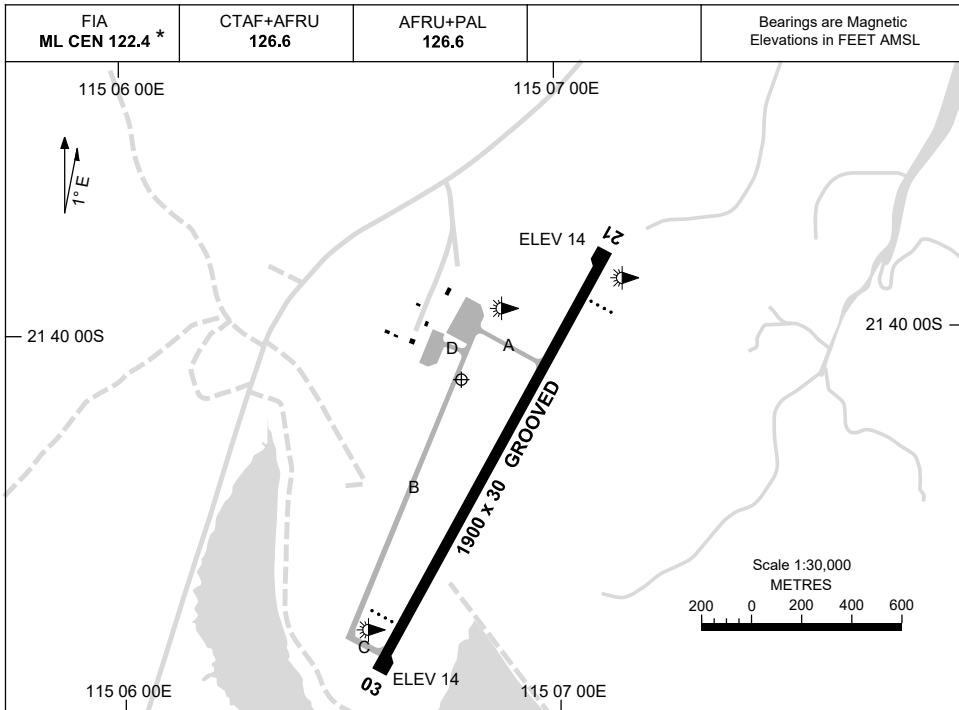 FIA
ML CEN 122.4 *
CTAF+AFRU
126.6
AFRU+PAL
126.6
Bearings are Magnetic
Elevations in FEET AMSL
115 06 00E
115 07 00E
1° E
ELEV 14
21
21 40 00S
21 40 00S
A
D
B
1900 x 30 GROOVED
C
03
ELEV 14
Scale 1:30,000
METRES
200 0 200 400 600
115 06 00E
115 07 00E